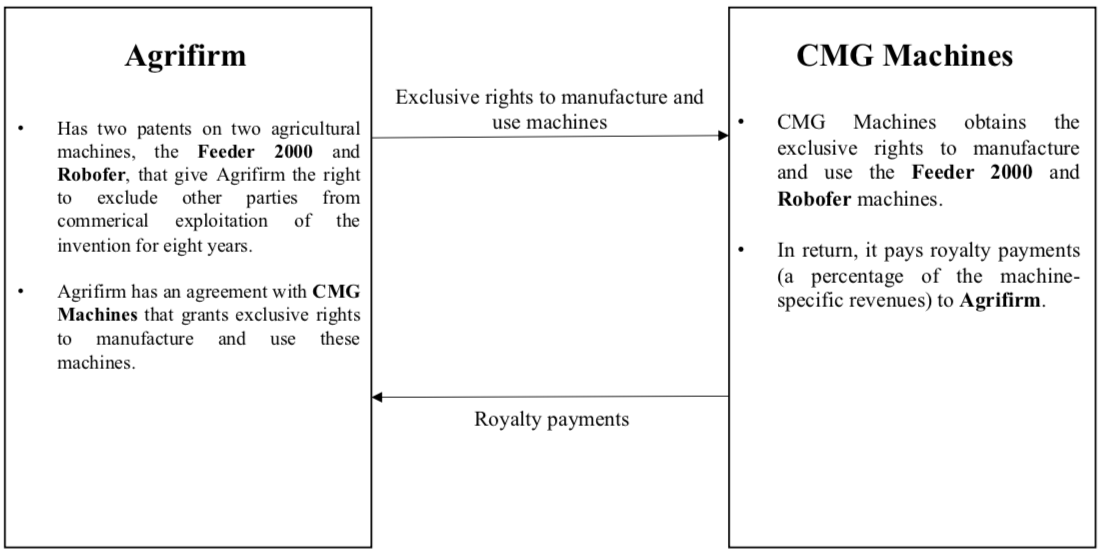 Agrifirm
• Has two patents on two agricultural
machines, the Feeder 2000 and
Robofer, that give Agrifirm the right
to exclude other parties from
commerical exploitation of the
invention for eight years.
• Agrifirm has an agreement with CMG
Machines that grants exclusive rights
to manufacture and use these
machines.
Exclusive rights to manufacture and
use machines
Royalty payments
CMG Machines
• CMG Machines obtains the
exclusive rights to manufacture
and use the Feeder 2000 and
Robofer machines.
• In return, it pays royalty payments
(a percentage of the machine-
specific revenues) to Agrifirm.